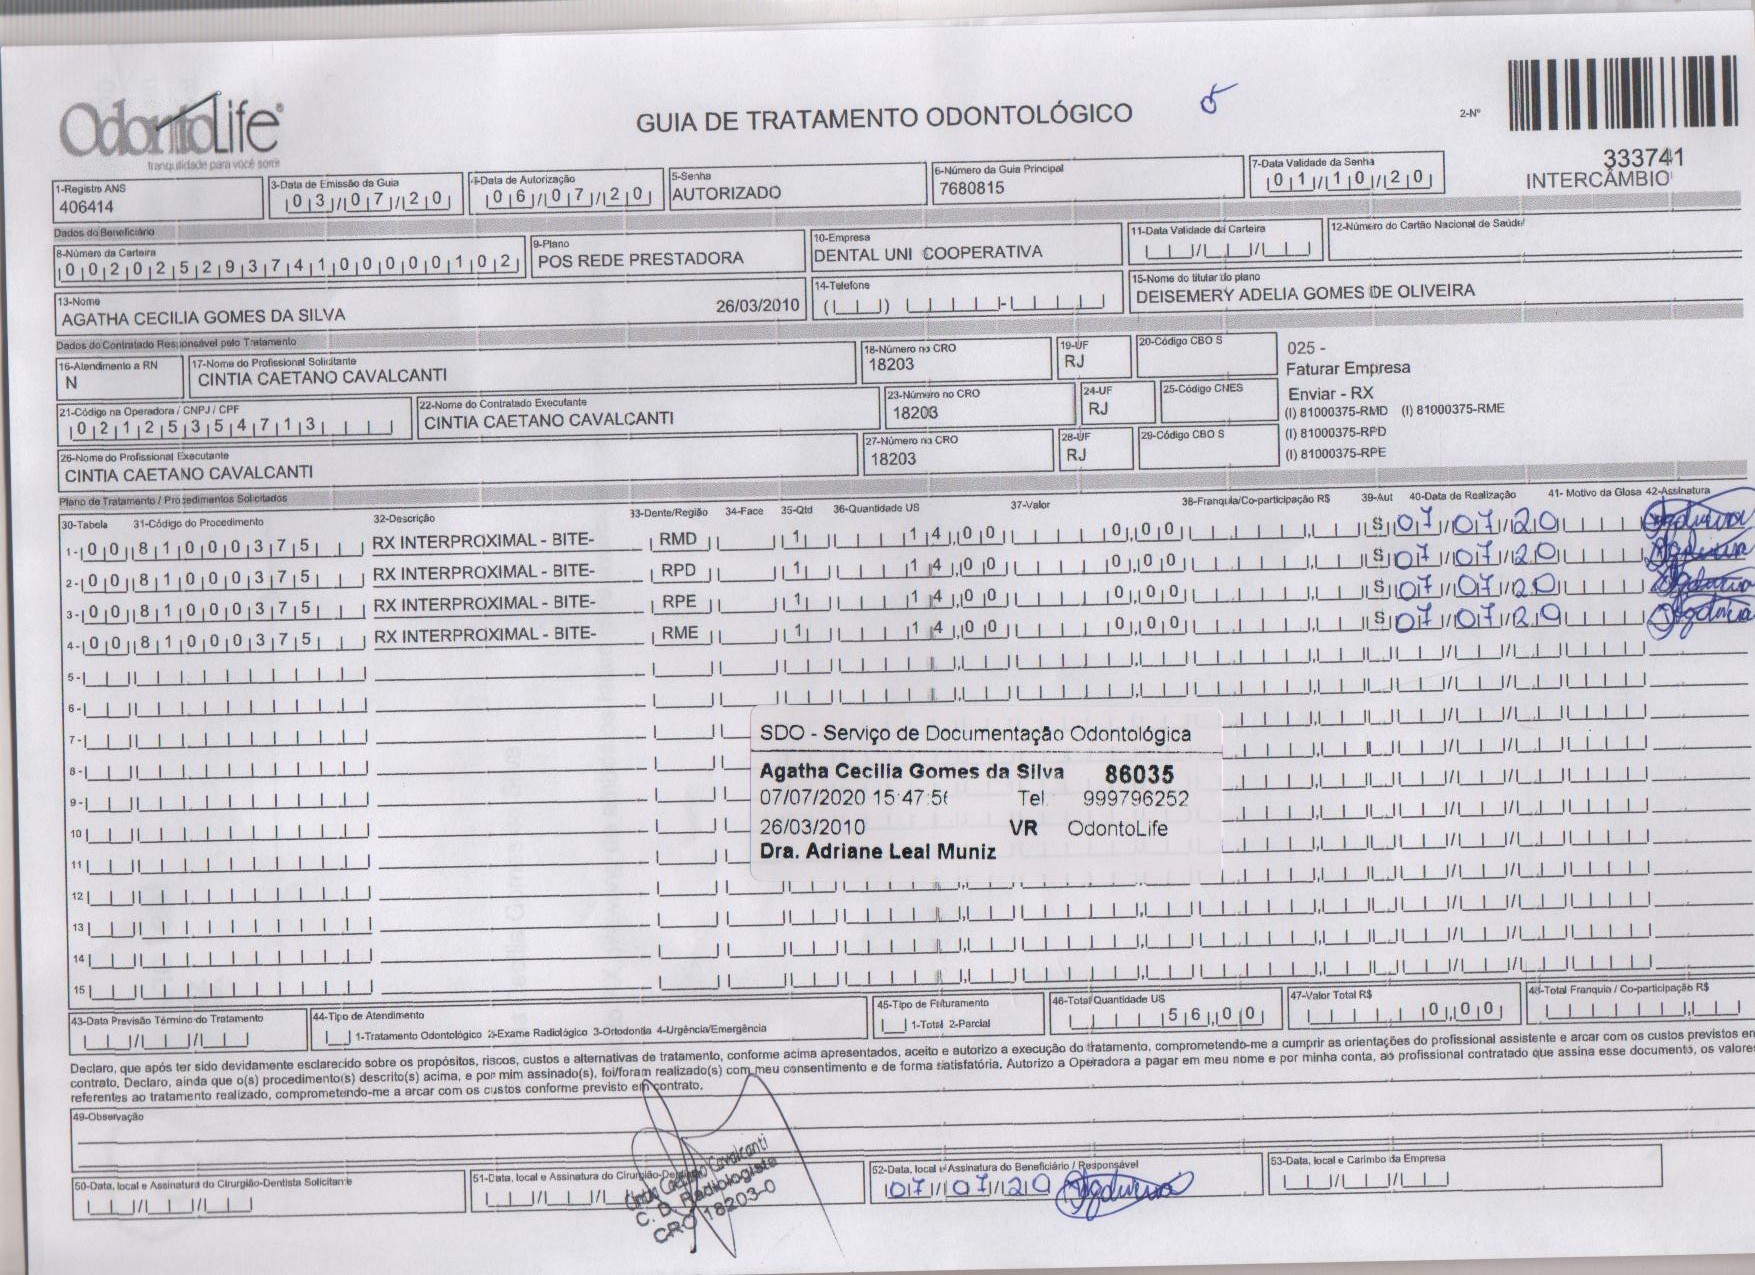 OdontoLife®
tranquilidade para você sorrir
GUIA DE TRATAMENTO ODONTOLÓGICO
2-Nº
333741
INTERCÂMBIO
1-Registro ANS
406414
3-Data de Emissão da Guia
03/07/20
4-Data de Autorização
06/07/20
5-Senha
AUTORIZADO
6-Número da Guia Principal
7680815
7-Data Validade da Senha
01/10/20
Dados do Beneficiário
8-Número da Carteira
00202529374100000102
9-Plano
POS REDE PRESTADORA
10-Empresa
DENTAL UNI COOPERATIVA
11-Data Validade da Carteira
12-Número do Cartão Nacional de Saúde
13-Nome
AGATHA CECILIA GOMES DA SILVA 26/03/2010
14-Telefone
15-Nome do titular do plano
DEISEMERY ADELIA GOMES DE OLIVEIRA
Dados do Contratado Responsável pelo Tratamento
16-Atendimento a RN
N
17-Nome do Profissional Solicitante
CINTIA CAETANO CAVALCANTI
18-Número no CRO
18203
19-UF
RJ
20-Código CBO S
025 -
Faturar Empresa
Enviar - RX
(I) 81000375-RMD (I) 81000375-RME
(I) 81000375-RPD
(I) 81000375-RPE
21-Código na Operadora / CNPJ / CPF
02125354713
22-Nome do Contratado Executante
CINTIA CAETANO CAVALCANTI
23-Número no CRO
18203
24-UF
RJ
25-Código CNES
26-Nome do Profissional Executante
CINTIA CAETANO CAVALCANTI
27-Número no CRO
18203
28-UF
RJ
29-Código CBO S
Plano de Tratamento / Procedimentos Solicitados
30-Tabela 31-Código do Procedimento 32-Descrição 33-Dente/Região 34-Face 35-Qtd 36-Quantidade US 37-Valor 38-Franquia/Co-participação R$ 39-Aut 40-Data de Realização 41- Motivo da Glosa 42-Assinatura
1- 00 81000375 RX INTERPROXIMAL - BITE- RMD 1 14,00 0,00 S 07/07/20
2- 00 81000375 RX INTERPROXIMAL - BITE- RPD 1 14,00 0,00 S 07/07/20
3- 00 81000375 RX INTERPROXIMAL - BITE- RPE 1 14,00 0,00 S 07/07/20
4- 00 81000375 RX INTERPROXIMAL - BITE- RME 1 14,00 0,00 S 07/07/20
5-
6-
7-
8-
9-
10
11
12
13
14
15
SDO - Serviço de Documentação Odontológica
Agatha Cecilia Gomes da Silva 86035
07/07/2020 15:47:56 Tel. 999796252
26/03/2010 VR OdontoLife
Dra. Adriane Leal Muniz
43-Data Previsão Término do Tratamento
44-Tipo de Atendimento
1-Tratamento Odontológico 2-Exame Radiológico 3-Ortodontia 4-Urgência/Emergência
45-Tipo de Faturamento
1-Total 2-Parcial
46-Total Quantidade US
56,00
47-Valor Total R$
0,00
48-Total Franquia / Co-participação R$
Declaro, que após ter sido devidamente esclarecido sobre os propósitos, riscos, custos e alternativas de tratamento, conforme acima apresentados, aceito e autorizo a execução do tratamento, comprometendo-me a cumprir as orientações do profissional assistente e arcar com os custos previstos em
contrato. Declaro, ainda que o(s) procedimento(s) descrito(s) acima, e por mim assinado(s), foi/foram realizado(s) com meu consentimento e de forma satisfatória. Autorizo a Operadora a pagar em meu nome e por minha conta, ao profissional contratado que assina esse documento, os valores
referentes ao tratamento realizado, comprometendo-me a arcar com os custos conforme previsto em contrato.
49-Observação
50-Data, local e Assinatura do Cirurgião-Dentista Solicitante
51-Data, local e Assinatura do Cirurgião-Dentista
Cintia Caetano Cavalcanti
C. D. Radiologista
CRO 18203-0
52-Data, local e Assinatura do Beneficiário / Responsável
07/07/20
53-Data, local e Carimbo da Empresa